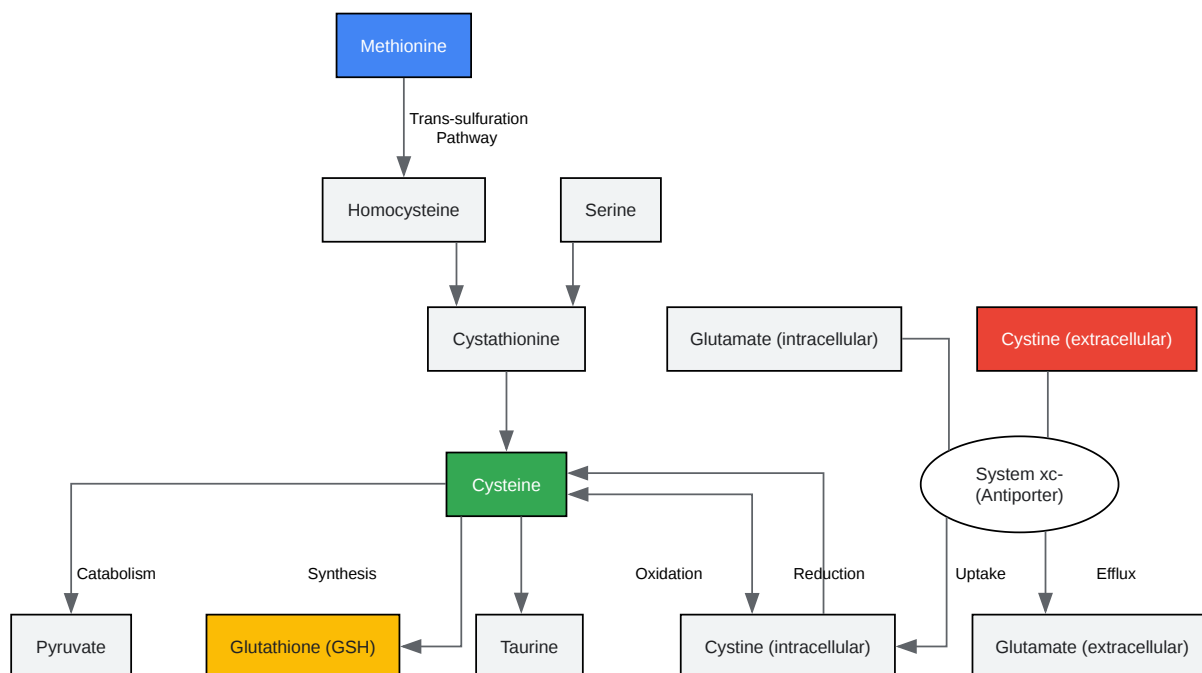 Methionine
Trans-sulfuration
Pathway
Homocysteine
Serine
Cystathionine
Glutamate (intracellular)
Cystine (extracellular)
Cysteine
System xc-
(Antiporter)
Catabolism
Synthesis
Oxidation
Reduction
Uptake
Efflux
Pyruvate
Glutathione (GSH)
Taurine
Cystine (intracellular)
Glutamate (extracellular)